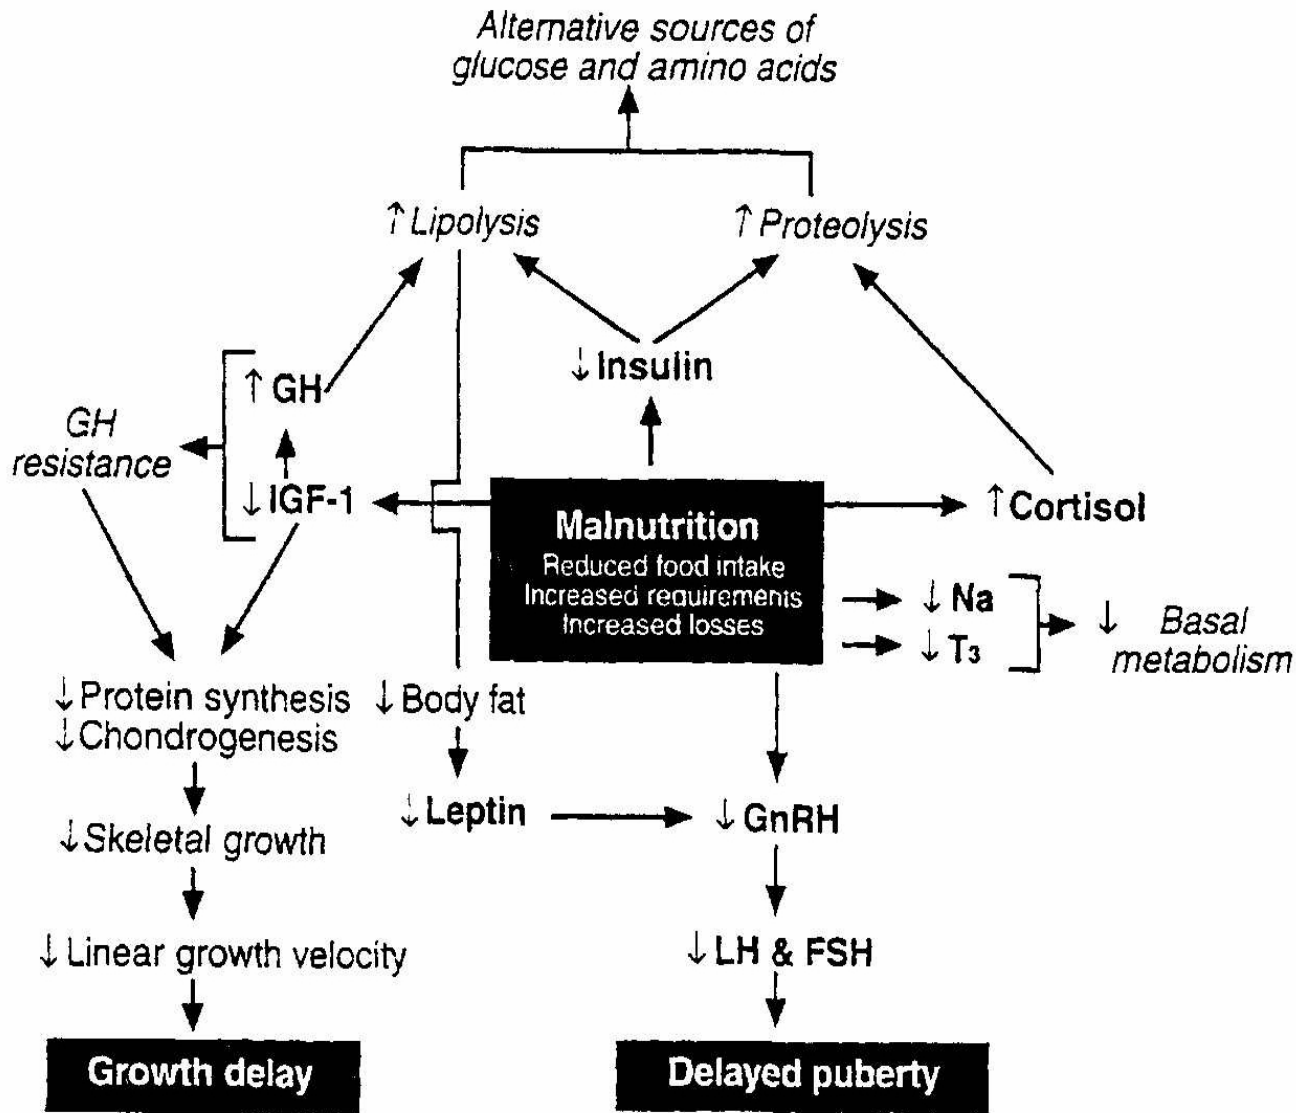 Alternative sources of
glucose and amino acids
↑ Lipolysis
↑ Proteolysis
↓ Insulin
↑ GH
GH
resistance
↓ IGF-1
Malnutrition
Reduced food intake
Increased requirements
Increased losses
↑ Cortisol
↓ Na
↓ T₃
↓ Basal
metabolism
↓ Protein synthesis
↓ Chondrogenesis
↓ Body fat
↓ Skeletal growth
↓ Leptin
↓ GnRH
↓ Linear growth velocity
↓ LH & FSH
Growth delay
Delayed puberty